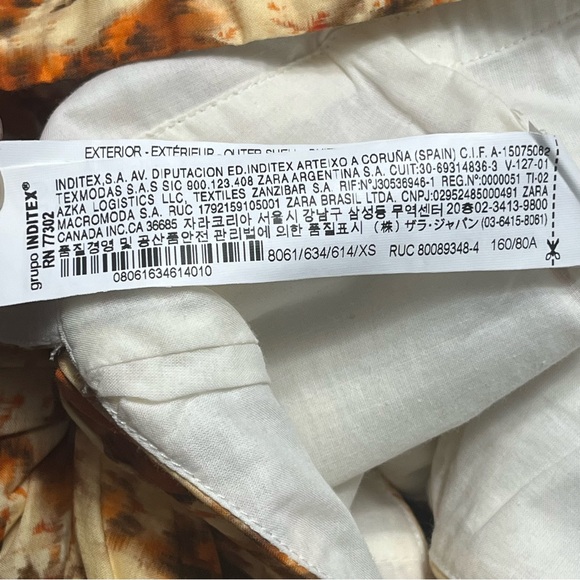 EXTERIOR - EXTÉRIEUR - OUTER SHELL
INDITEX,S.A. AV. DIPUTACION ED.INDITEX ARTEIXO A CORUÑA (SPAIN) C.I.F. A-15075062
TEXMODAS S.A.S SIC 900.123.408 ZARA ARGENTINA S.A. CUIT:30-69314836-3 V-127-01
AZKA LOGISTICS LLC, TEXTILES ZANZIBAR S.A. RIF:NºJ30536946-1 REG.Nº0000051 TI-02
MACROMODA S.A. RUC 1792159105001 ZARA BRASIL LTDA. CNPJ:02952485000491 ZARA
CANADA INC.CA 36685 자라코리아 서울시 강남구 삼성동 무역센터 20층 02-3413-9800
품질경영 및 공산품안전 관리법에 의한 품질표시 (株) ザラ・ジャパン (03-6415-8061)
8061/634/614/XS RUC 80089348-4 160/80A
08061634614010
grupo INDITEX®
RN 77302